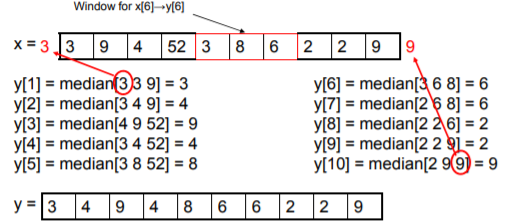 Window for x[6]→y[6]
x = 3 3 9 4 52 3 8 6 2 2 9 9
y[1] = median[3 3 9] = 3
y[2] = median[3 4 9] = 4
y[3] = median[4 9 52] = 9
y[4] = median[3 4 52] = 4
y[5] = median[3 8 52] = 8
y[6] = median[3 6 8] = 6
y[7] = median[2 6 8] = 6
y[8] = median[2 2 6] = 2
y[9] = median[2 2 9] = 2
y[10] = median[2 9 9] = 9
y = 3 4 9 4 8 6 6 2 2 9